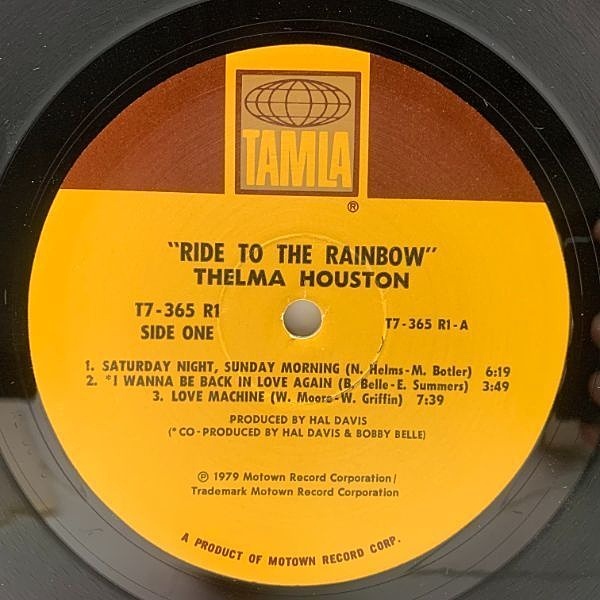 TAMLA
®
"RIDE TO THE RAINBOW"
THELMA HOUSTON
T7-365 R1
SIDE ONE
T7-365 R1-A
1. SATURDAY NIGHT, SUNDAY MORNING (N. Helms-M. Botler) 6:19
2. *I WANNA BE BACK IN LOVE AGAIN (B. Belle-E. Summers) 3:49
3. LOVE MACHINE (W. Moore-W. Griffin) 7:39
PRODUCED BY HAL DAVIS
(* CO-PRODUCED BY HAL DAVIS & BOBBY BELLE)
℗ 1979 Motown Record Corporation/
Trademark Motown Record Corporation
A PRODUCT OF MOTOWN RECORD CORP.